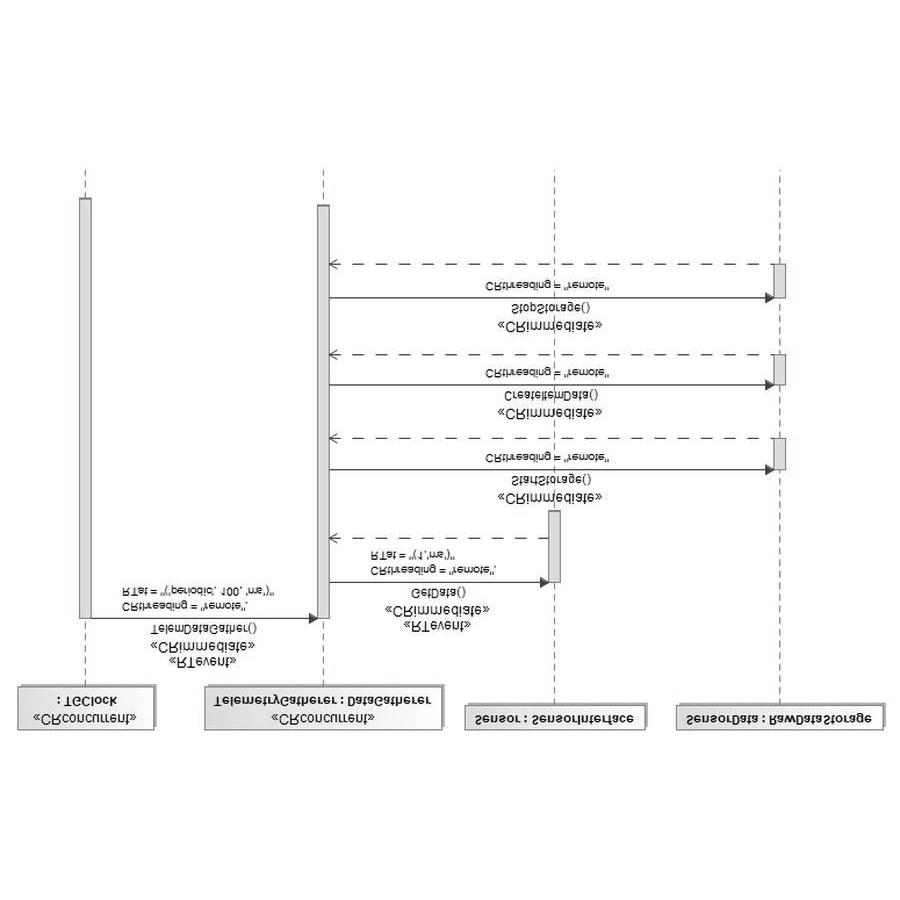 «CRconcurrent»
: TGClock
«CRconcurrent»
TelemetryGatherer : DataGatherer
Sensor : SensorInterface
SensorData : RawDataStorage
«RTevent»
«CRimmediate»
TelemDataGather()
CRthreading = "remote",
RTat = "('periodic', 100, 'ms')"
«RTevent»
«CRimmediate»
GetData()
CRthreading = "remote",
RTat = "(1,'ms')"
«CRimmediate»
StartStorage()
CRthreading = "remote"
«CRimmediate»
CreateItemData()
CRthreading = "remote"
«CRimmediate»
StopStorage()
CRthreading = "remote"